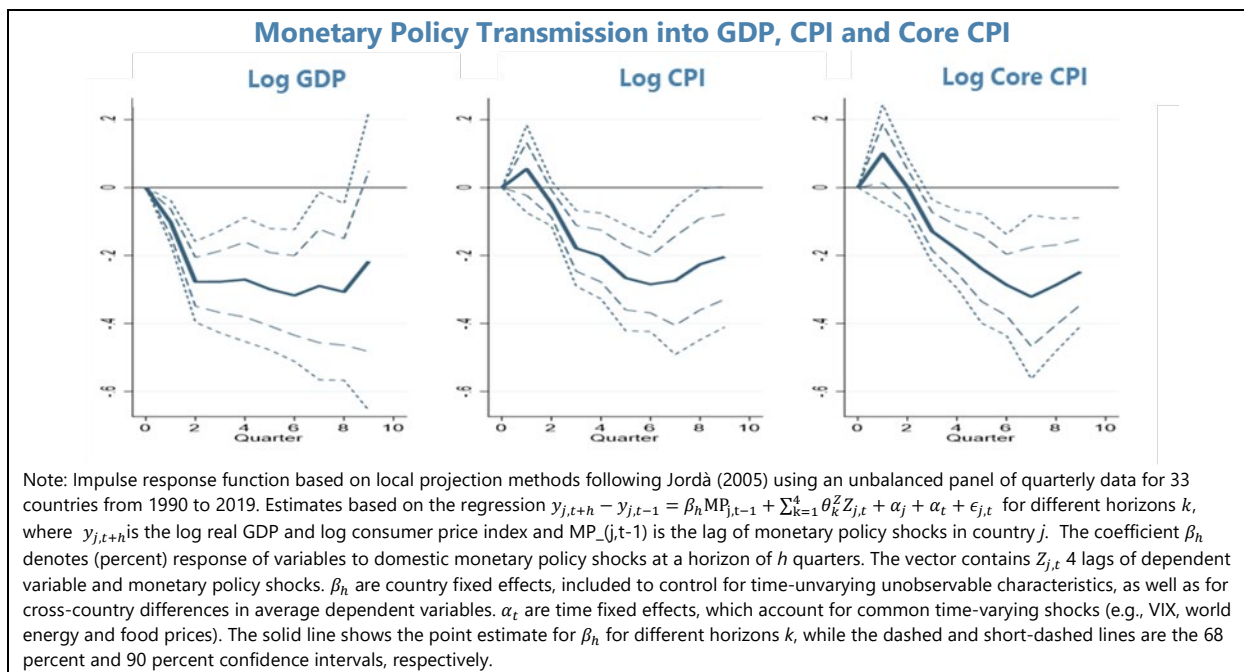 Monetary Policy Transmission into GDP, CPI and Core CPI
Log GDP
Log CPI
Log Core CPI
.2
0
-.2
-.4
-.6
0 2 4 6 8 10
Quarter
.2
0
-.2
-.4
-.6
0 2 4 6 8 10
Quarter
.2
0
-.2
-.4
-.6
0 2 4 6 8 10
Quarter
Note: Impulse response function based on local projection methods following Jordà (2005) using an unbalanced panel of quarterly data for 33
countries from 1990 to 2019. Estimates based on the regression y_{j,t+h} − y_{j,t−1} = β_h MP_{j,t−1} + ∑_{k=1}^{4} θ_k^Z Z_{j,t} + α_j + α_t + ϵ_{j,t} for different horizons k,
where y_{j,t+h} is the log real GDP and log consumer price index and MP_(j,t-1) is the lag of monetary policy shocks in country j. The coefficient β_h
denotes (percent) response of variables to domestic monetary policy shocks at a horizon of h quarters. The vector contains Z_{j,t} 4 lags of dependent
variable and monetary policy shocks. β_h are country fixed effects, included to control for time-unvarying unobservable characteristics, as well as for
cross-country differences in average dependent variables. α_t are time fixed effects, which account for common time-varying shocks (e.g., VIX, world
energy and food prices). The solid line shows the point estimate for β_h for different horizons k, while the dashed and short-dashed lines are the 68
percent and 90 percent confidence intervals, respectively.